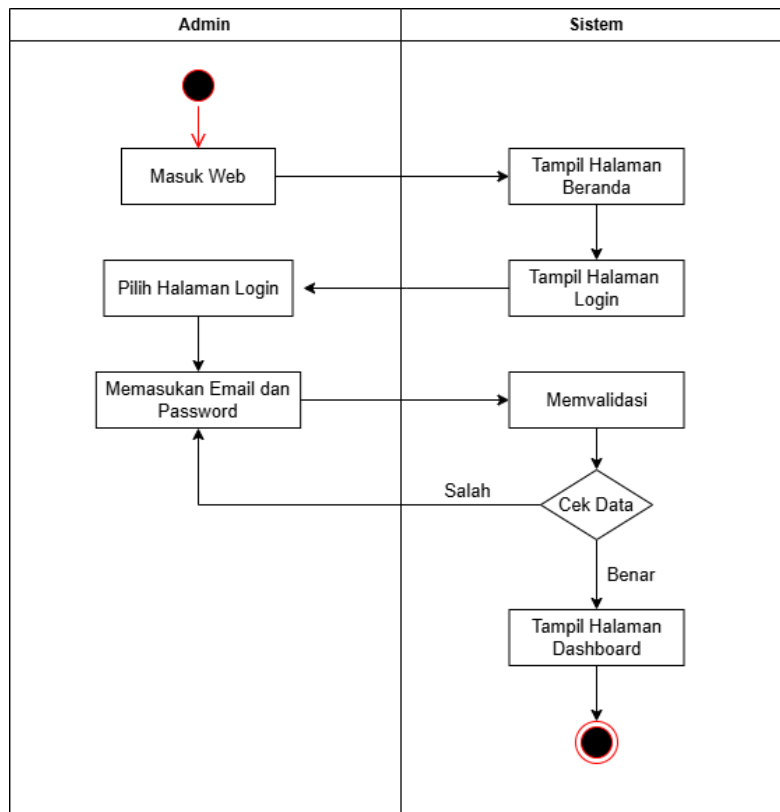 Admin
Sistem
Masuk Web
Tampil Halaman
Beranda
Pilih Halaman Login
Tampil Halaman
Login
Memasukan Email dan
Password
Memvalidasi
Salah
Cek Data
Benar
Tampil Halaman
Dashboard